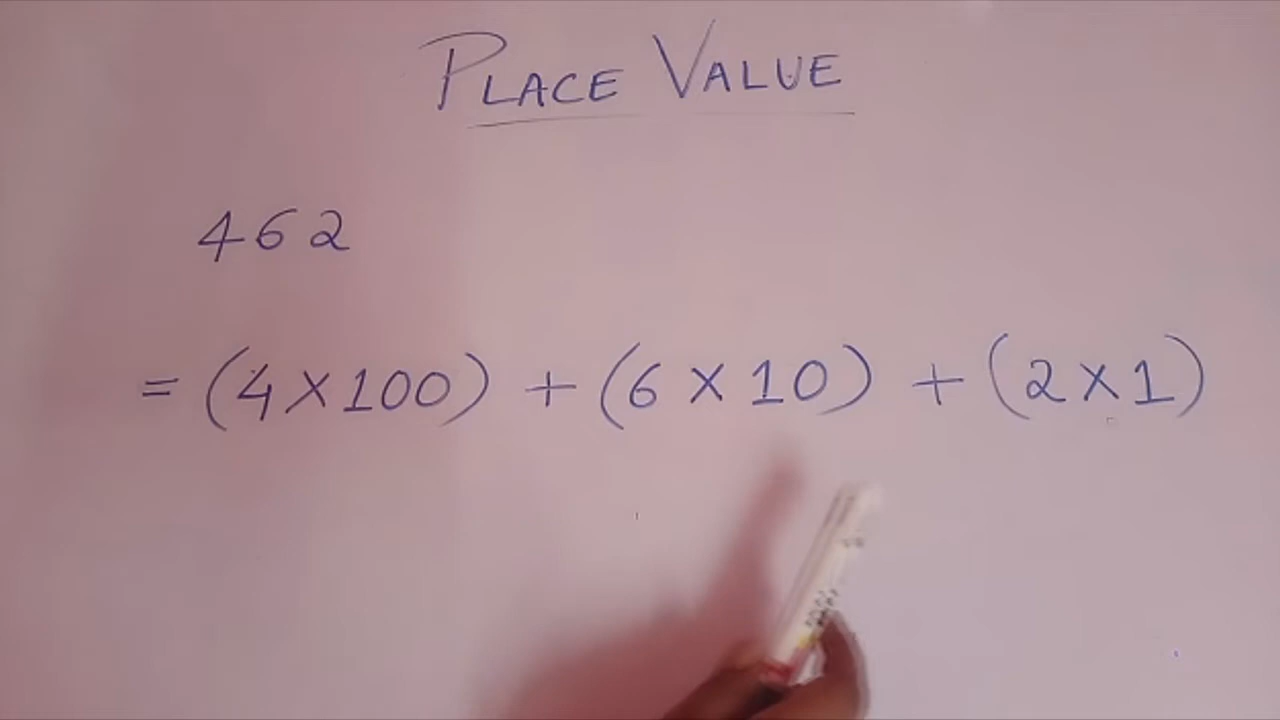 PLACE VALUE
462
= (4 X 100) + (6 X 10) + (2 X 1)